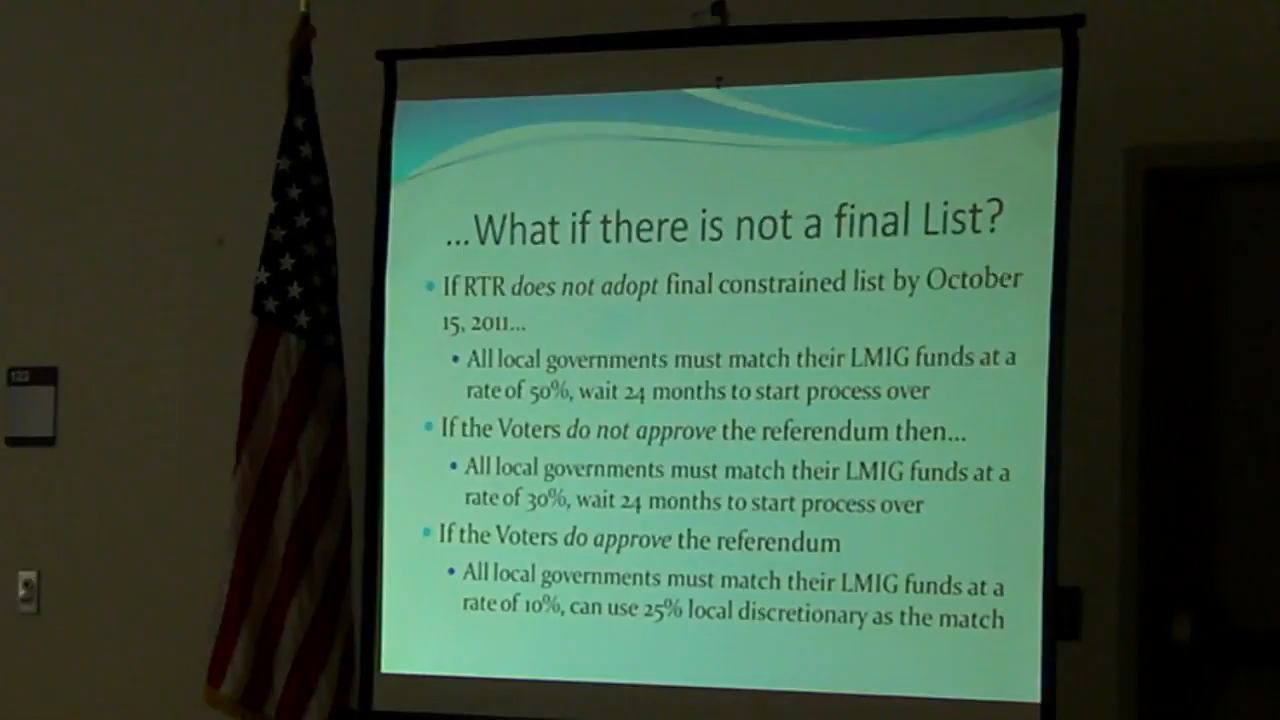 ...What if there is not a final List?
• If RTR does not adopt final constrained list by October
15, 2011...
• All local governments must match their LMIG funds at a
rate of 50%, wait 24 months to start process over
• If the Voters do not approve the referendum then...
• All local governments must match their LMIG funds at a
rate of 30%, wait 24 months to start process over
• If the Voters do approve the referendum
• All local governments must match their LMIG funds at a
rate of 10%, can use 25% local discretionary as the match